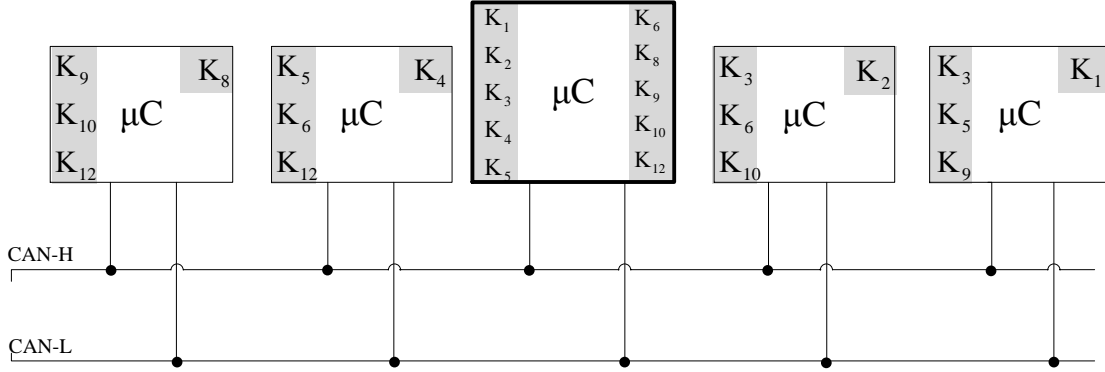 K₉ K₈
K₁₀ μC
K₁₂
K₅ K₄
K₆ μC
K₁₂
K₁ K₆
K₂ K₈
K₃ μC K₉
K₄ K₁₀
K₅ K₁₂
K₃ K₂
K₆ μC
K₁₀
K₃ K₁
K₅ μC
K₉
CAN-H
CAN-L